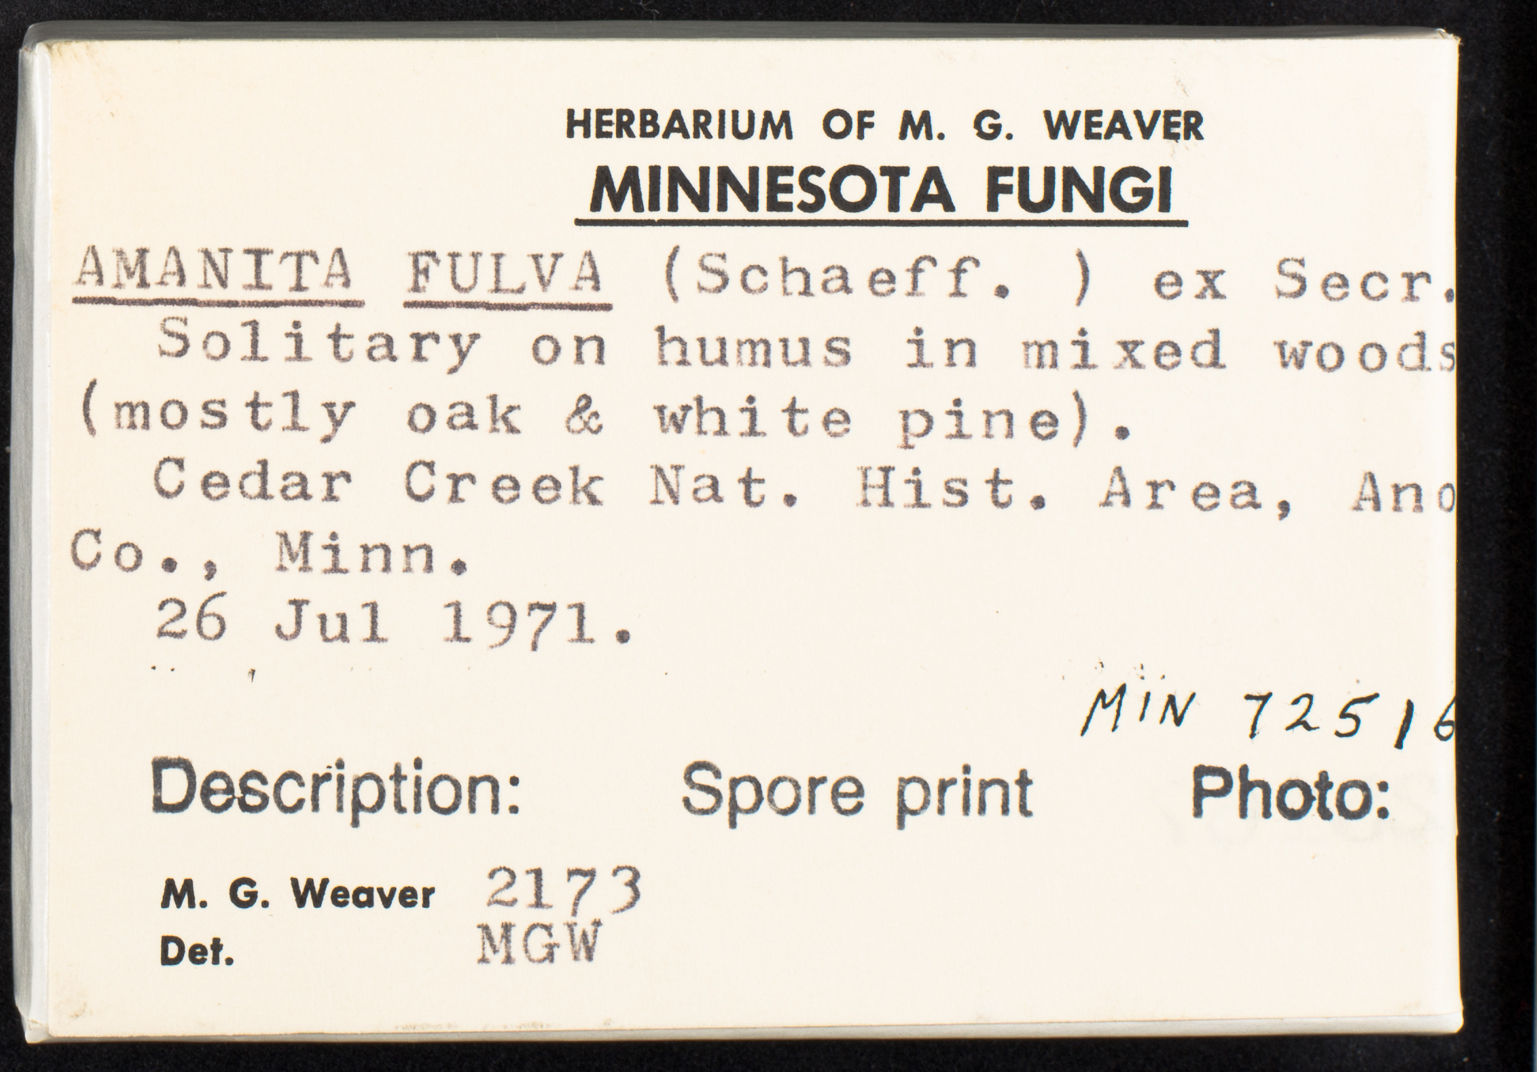 HERBARIUM OF M. G. WEAVER
MINNESOTA FUNGI
AMANITA FULVA (Schaeff. ) ex Secr.
Solitary on humus in mixed woods
(mostly oak & white pine).
Cedar Creek Nat. Hist. Area, Ano
Co., Minn.
26 Jul 1971.
MIN 72516
Description: Spore print Photo:
M. G. Weaver 2173
Det. MGW